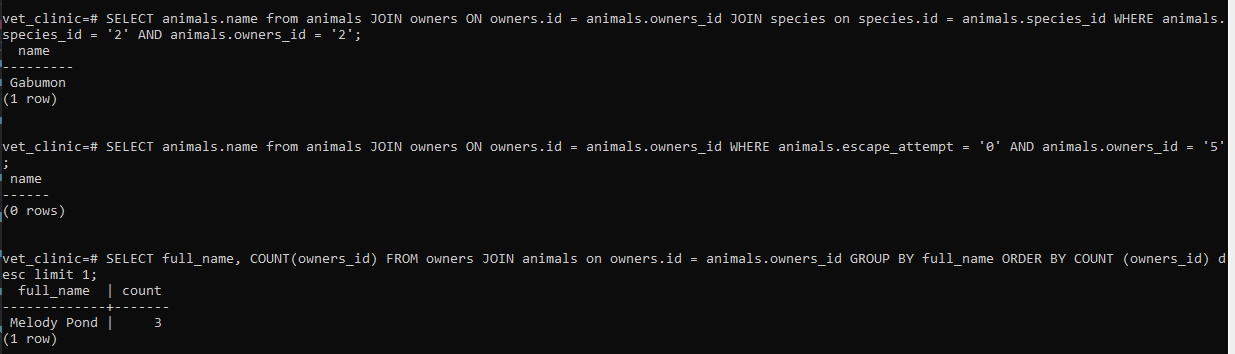 vet_clinic=# SELECT animals.name from animals JOIN owners ON owners.id = animals.owners_id JOIN species on species.id = animals.species_id WHERE animals.
species_id = '2' AND animals.owners_id = '2';
  name
---------
 Gabumon
(1 row)
vet_clinic=# SELECT animals.name from animals JOIN owners ON owners.id = animals.owners_id WHERE animals.escape_attempt = '0' AND animals.owners_id = '5'
;
 name
------
(0 rows)
vet_clinic=# SELECT full_name, COUNT(owners_id) FROM owners JOIN animals on owners.id = animals.owners_id GROUP BY full_name ORDER BY COUNT (owners_id) d
esc limit 1;
  full_name  | count
-------------+-------
 Melody Pond |     3
(1 row)